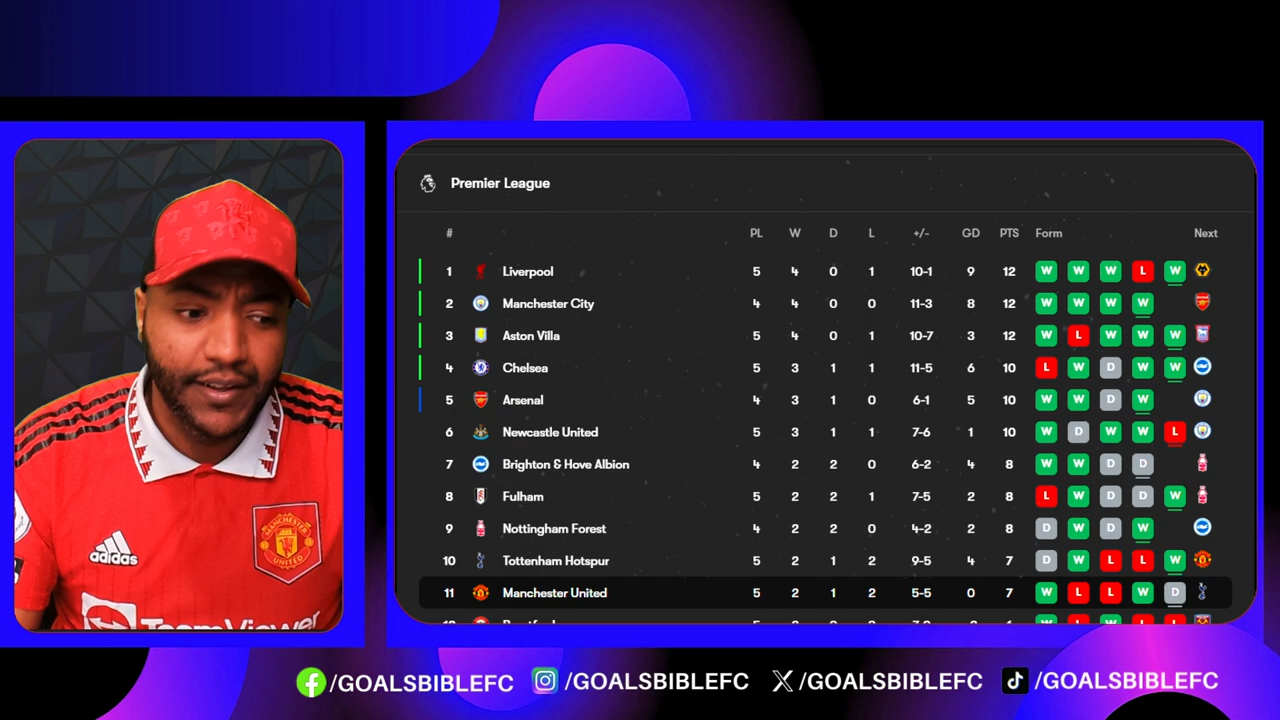 Premier League
# PL W D L +/- GD PTS Form Next
1 Liverpool 5 4 0 1 10-1 9 12 W W W L W
2 Manchester City 4 4 0 0 11-3 8 12 W W W W
3 Aston Villa 5 4 0 1 10-7 3 12 W L W W W
4 Chelsea 5 3 1 1 11-5 6 10 L W D W W
5 Arsenal 4 3 1 0 6-1 5 10 W W D W
6 Newcastle United 5 3 1 1 7-6 1 10 W D W W L
7 Brighton & Hove Albion 4 2 2 0 6-2 4 8 W W D D
8 Fulham 5 2 2 1 7-5 2 8 L W D D W
9 Nottingham Forest 4 2 2 0 4-2 2 8 D W D W
10 Tottenham Hotspur 5 2 1 2 9-5 4 7 D W L L W
11 Manchester United 5 2 1 2 5-5 0 7 W L L W D
adidas
MANCHESTER
UNITED
TeamViewer
/GOALSBIBLEFC /GOALSBIBLEFC /GOALSBIBLEFC /GOALSBIBLEFC